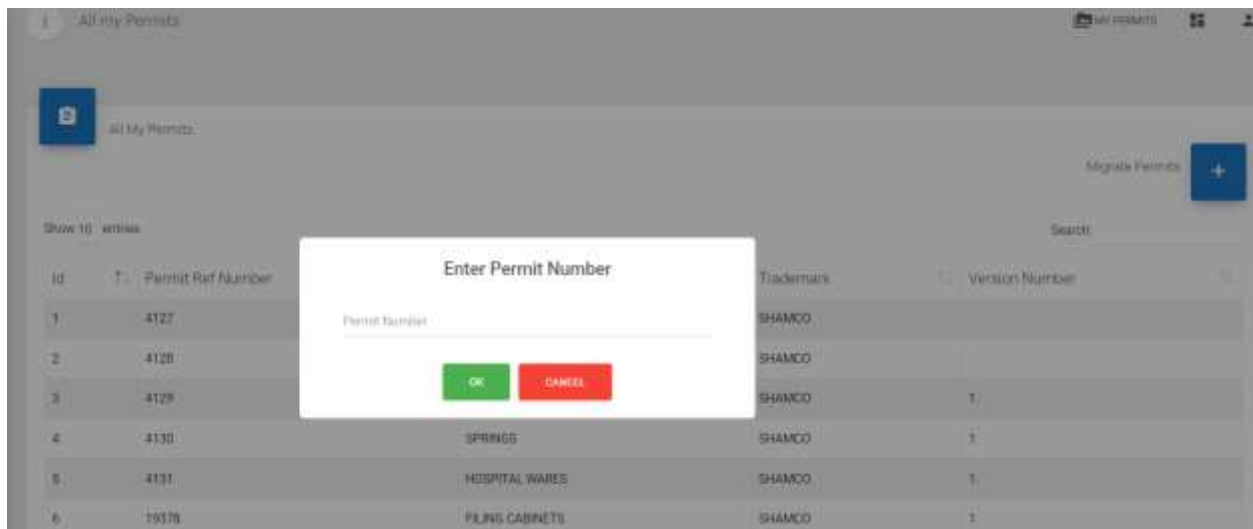 All my Permits MY PERMITS
All My Permits
Migrate Permits
Show 10 entries Search:
Enter Permit Number
Id Permit Ref Number Trademark Version Number
Permit Number
1 4127 SHAMCO
2 4128 SHAMCO
OK CANCEL
3 4129 SHAMCO 1
4 4130 SPRINGS SHAMCO 1
5 4131 HOSPITAL WARES SHAMCO 1
6 19378 FILING CABINETS SHAMCO 1